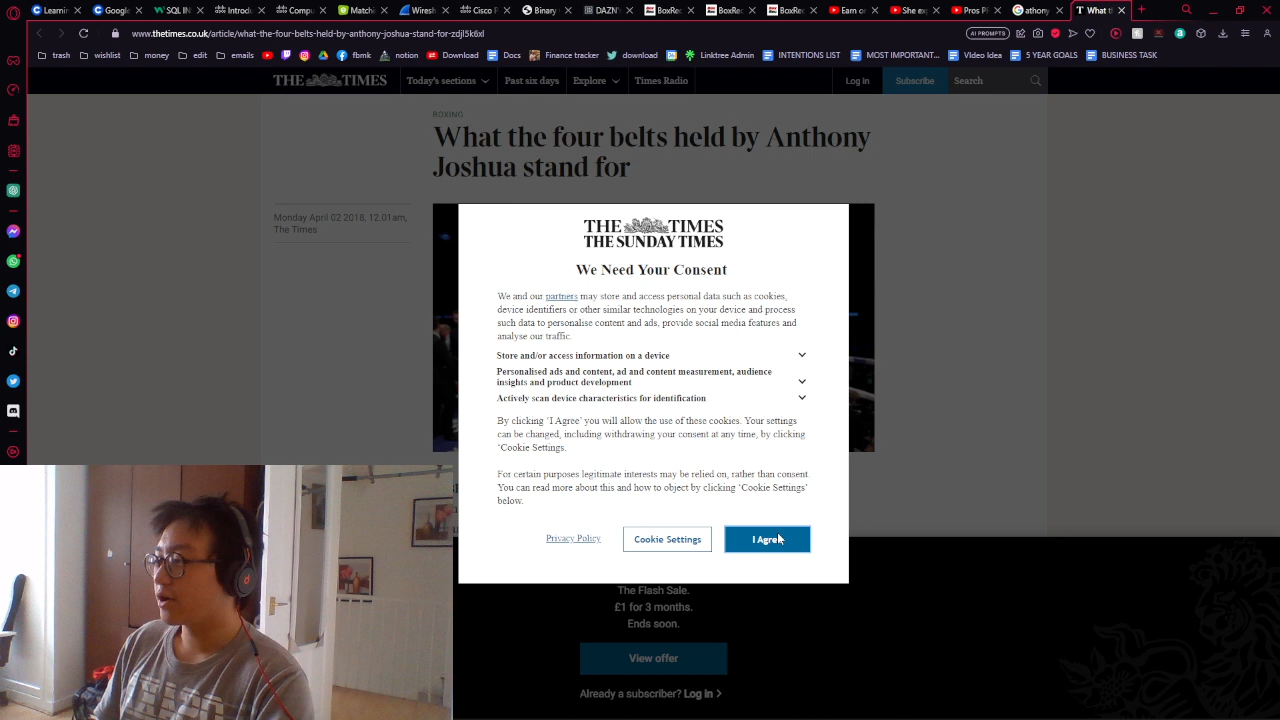 Learnin
Google
SQL IN
Introdu
Compu
Matchi
Wiresh
Cisco P
Binary
DAZN'
BoxRec
BoxRe
BoxRe
Earn or
She exp
Pros PF
athony
What th
www.thetimes.co.uk/article/what-the-four-belts-held-by-anthony-joshua-stand-for-zdjl5k6xl
AI PROMPTS
trash
wishlist
money
edit
emails
fbmk
notion
download
Docs
Finance tracker
download
Linktree Admin
INTENTIONS LIST
MOST IMPORTANT...
VIdeo Idea
5 YEAR GOALS
BUSINESS TASK
THE TIMES
Today's sections
Past six days
Explore
Times Radio
Log in
Subscribe
Search
BOXING
What the four belts held by Anthony
Joshua stand for
Monday April 02 2018, 12.01am,
The Times
THE TIMES
THE SUNDAY TIMES
We Need Your Consent
We and our partners may store and access personal data such as cookies,
device identifiers or other similar technologies on your device and process
such data to personalise content and ads, provide social media features and
analyse our traffic.
Store and/or access information on a device
Personalised ads and content, ad and content measurement, audience
insights and product development
Actively scan device characteristics for identification
By clicking 'I Agree' you will allow the use of these cookies. Your settings
can be changed, including withdrawing your consent at any time, by clicking
'Cookie Settings.
For certain purposes legitimate interests may be relied on, rather than consent.
You can read more about this and how to object by clicking 'Cookie Settings'
below.
Privacy Policy
Cookie Settings
I Agree
The Flash Sale.
£1 for 3 months.
Ends soon.
View offer
Already a subscriber? Log in